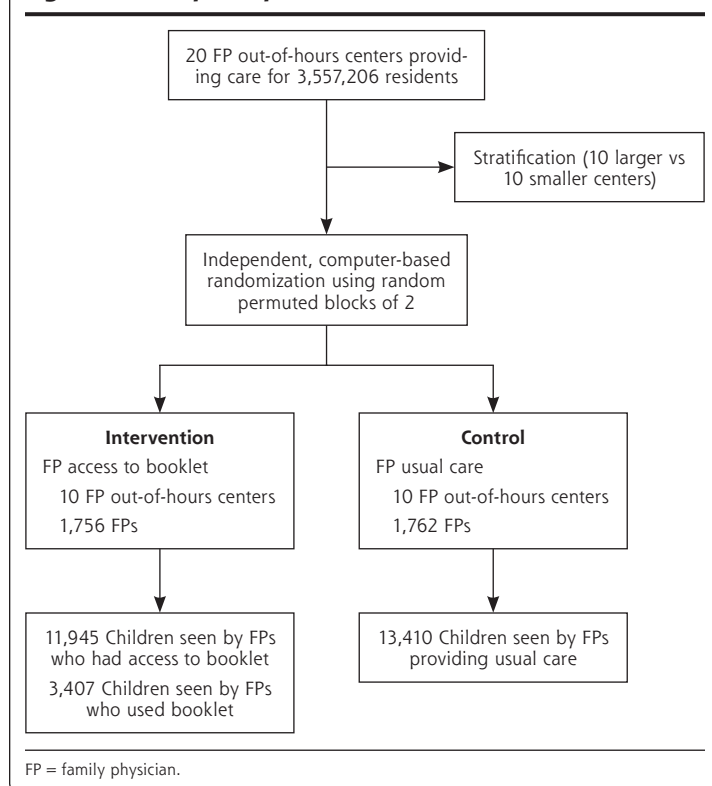 20 FP out-of-hours centers provid-
ing care for 3,557,206 residents
Stratification (10 larger vs
10 smaller centers)
Independent, computer-based
randomization using random
permuted blocks of 2
Intervention
FP access to booklet
10 FP out-of-hours centers
1,756 FPs
Control
FP usual care
10 FP out-of-hours centers
1,762 FPs
11,945 Children seen by FPs
who had access to booklet
3,407 Children seen by FPs
who used booklet
13,410 Children seen by FPs
providing usual care
FP = family physician.